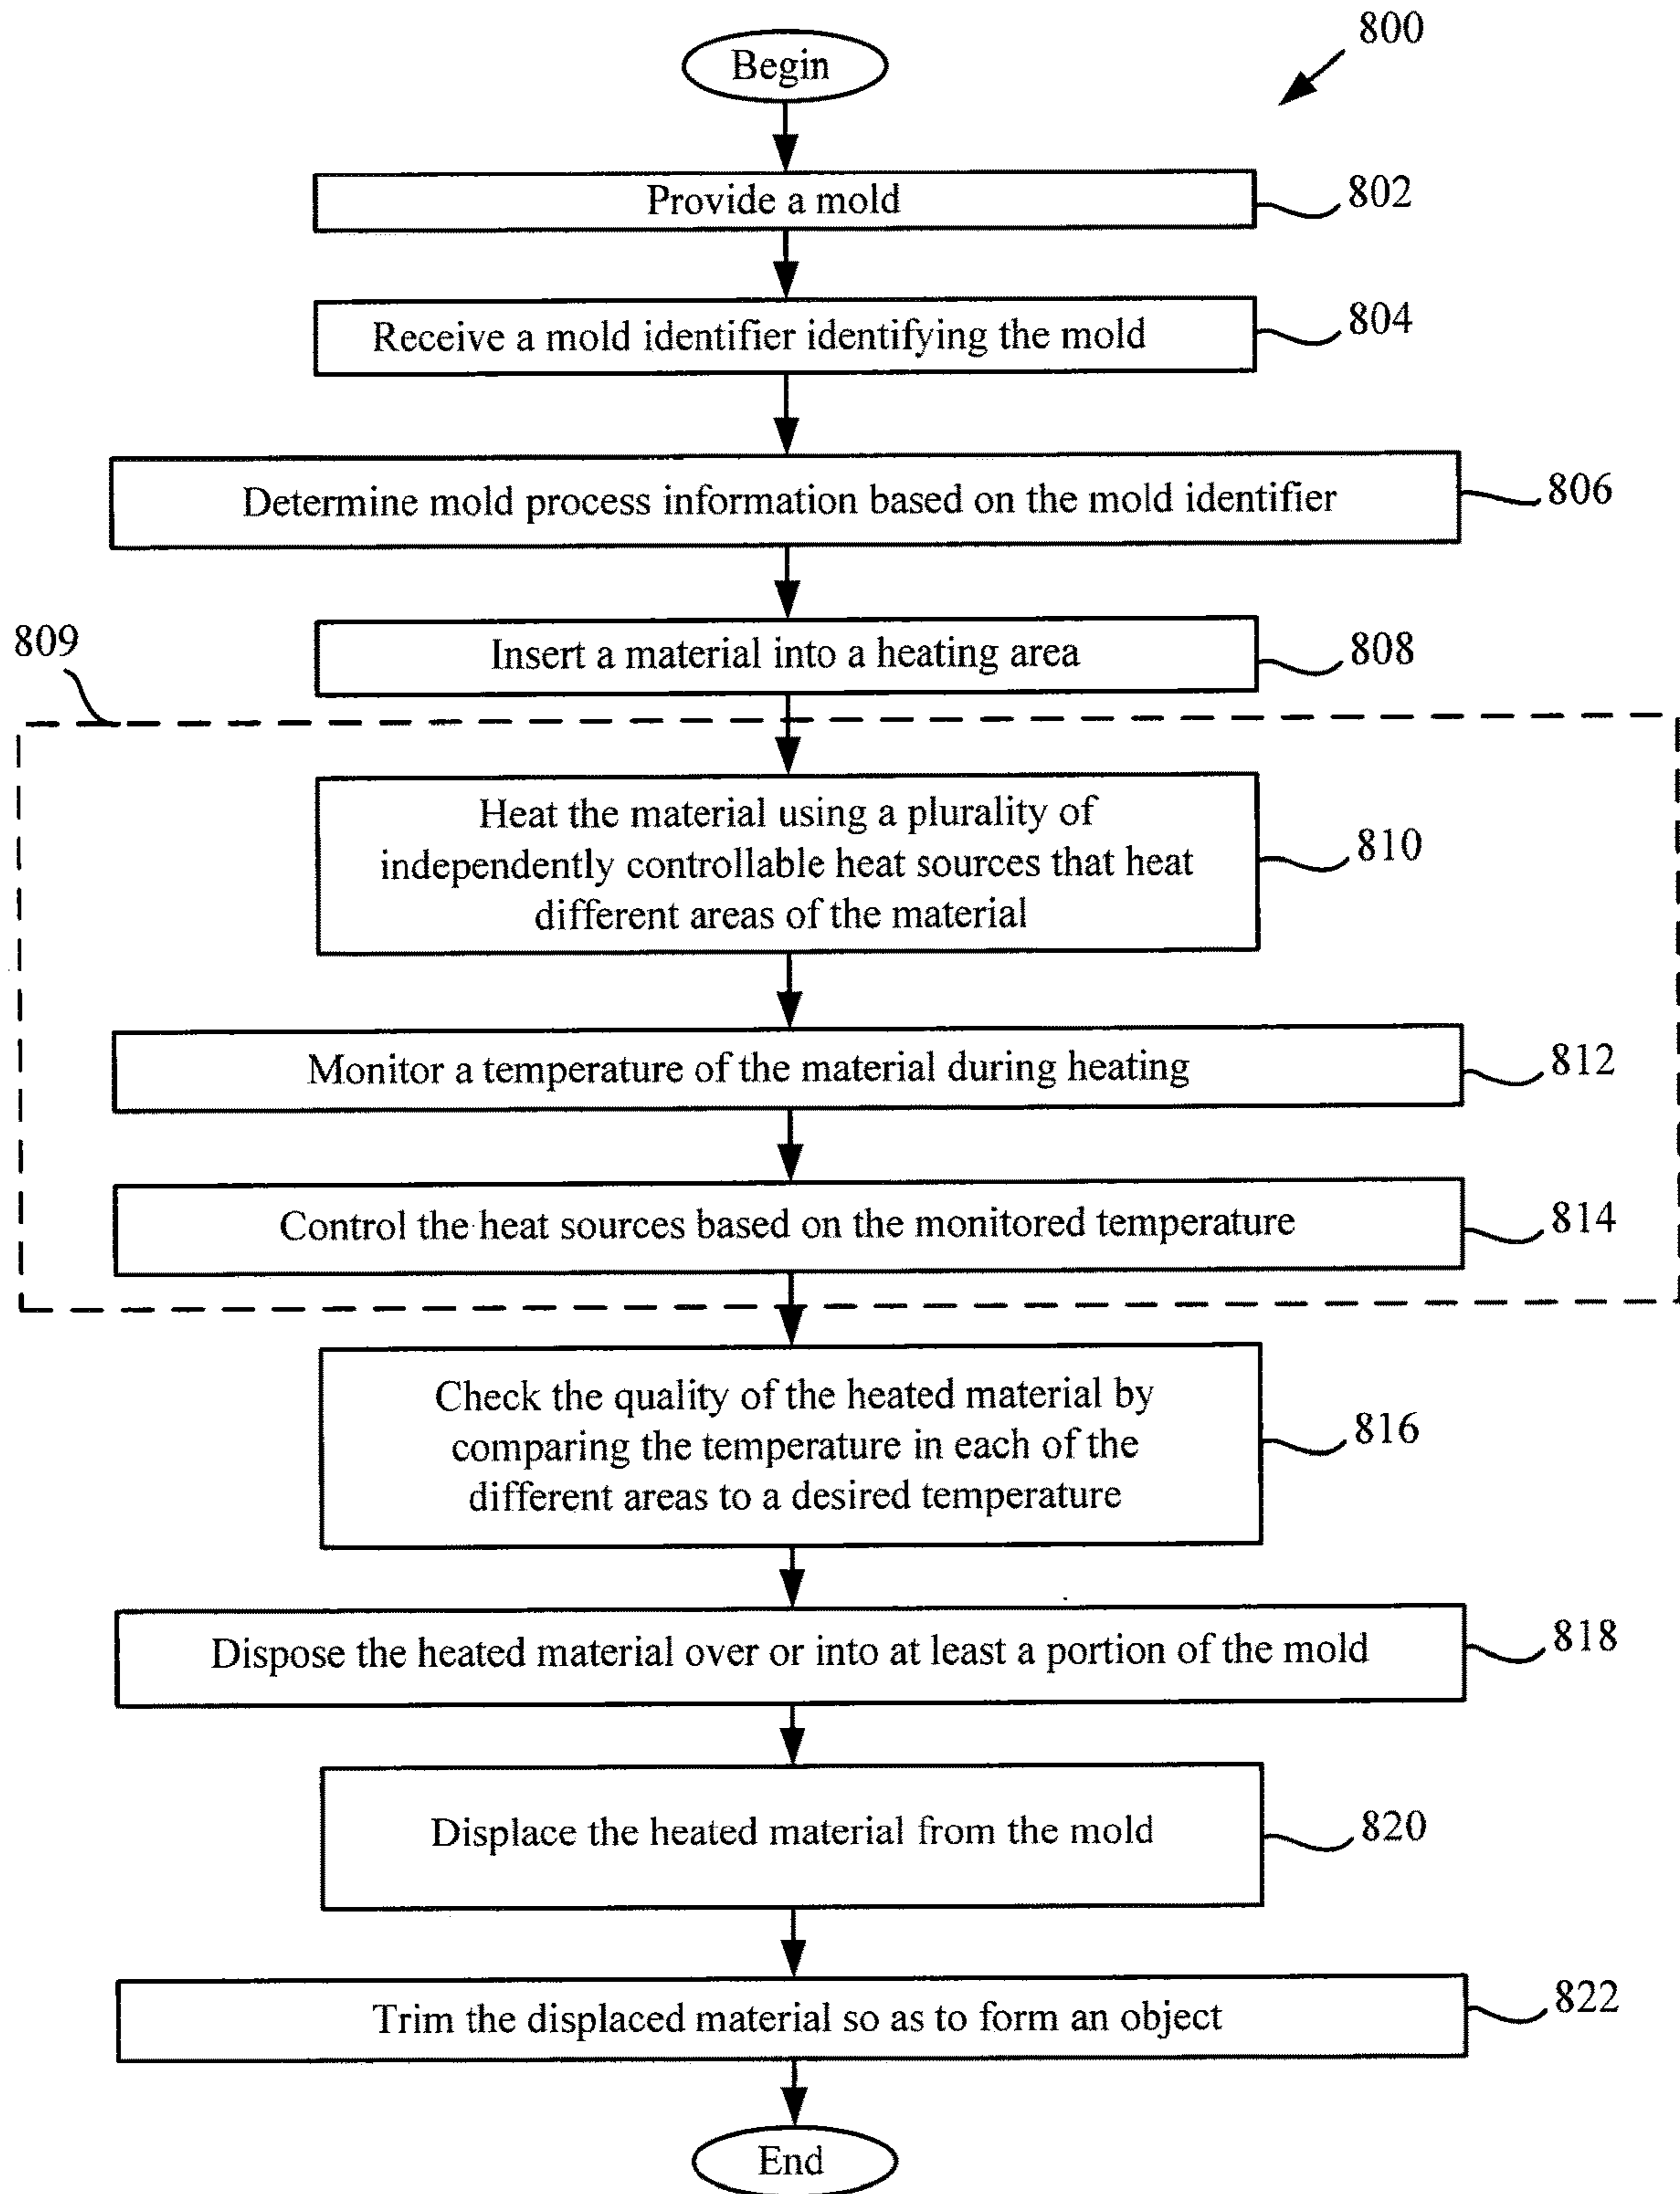 800
Begin
Provide a mold
802
Receive a mold identifier identifying the mold
804
Determine mold process information based on the mold identifier
806
Insert a material into a heating area
808
809
Heat the material using a plurality of
independently controllable heat sources that heat
different areas of the material
810
Monitor a temperature of the material during heating
812
Control the heat sources based on the monitored temperature
814
Check the quality of the heated material by
comparing the temperature in each of the
different areas to a desired temperature
816
Dispose the heated material over or into at least a portion of the mold
818
Displace the heated material from the mold
820
Trim the displaced material so as to form an object
822
End